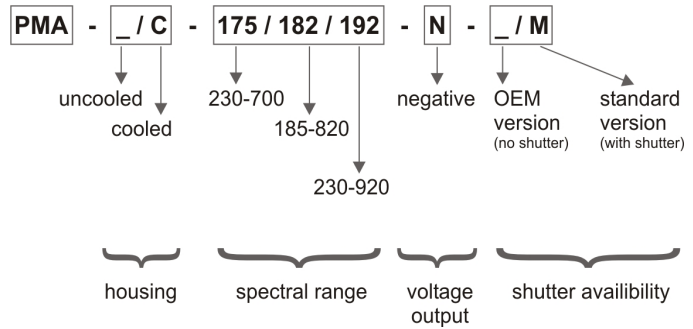 PMA - _ / C - 175 / 182 / 192 - N - _ / M
uncooled 230-700 negative OEM standard
cooled 185-820 version version
(no shutter) (with shutter)
230-920
housing spectral range voltage shutter availibility
output